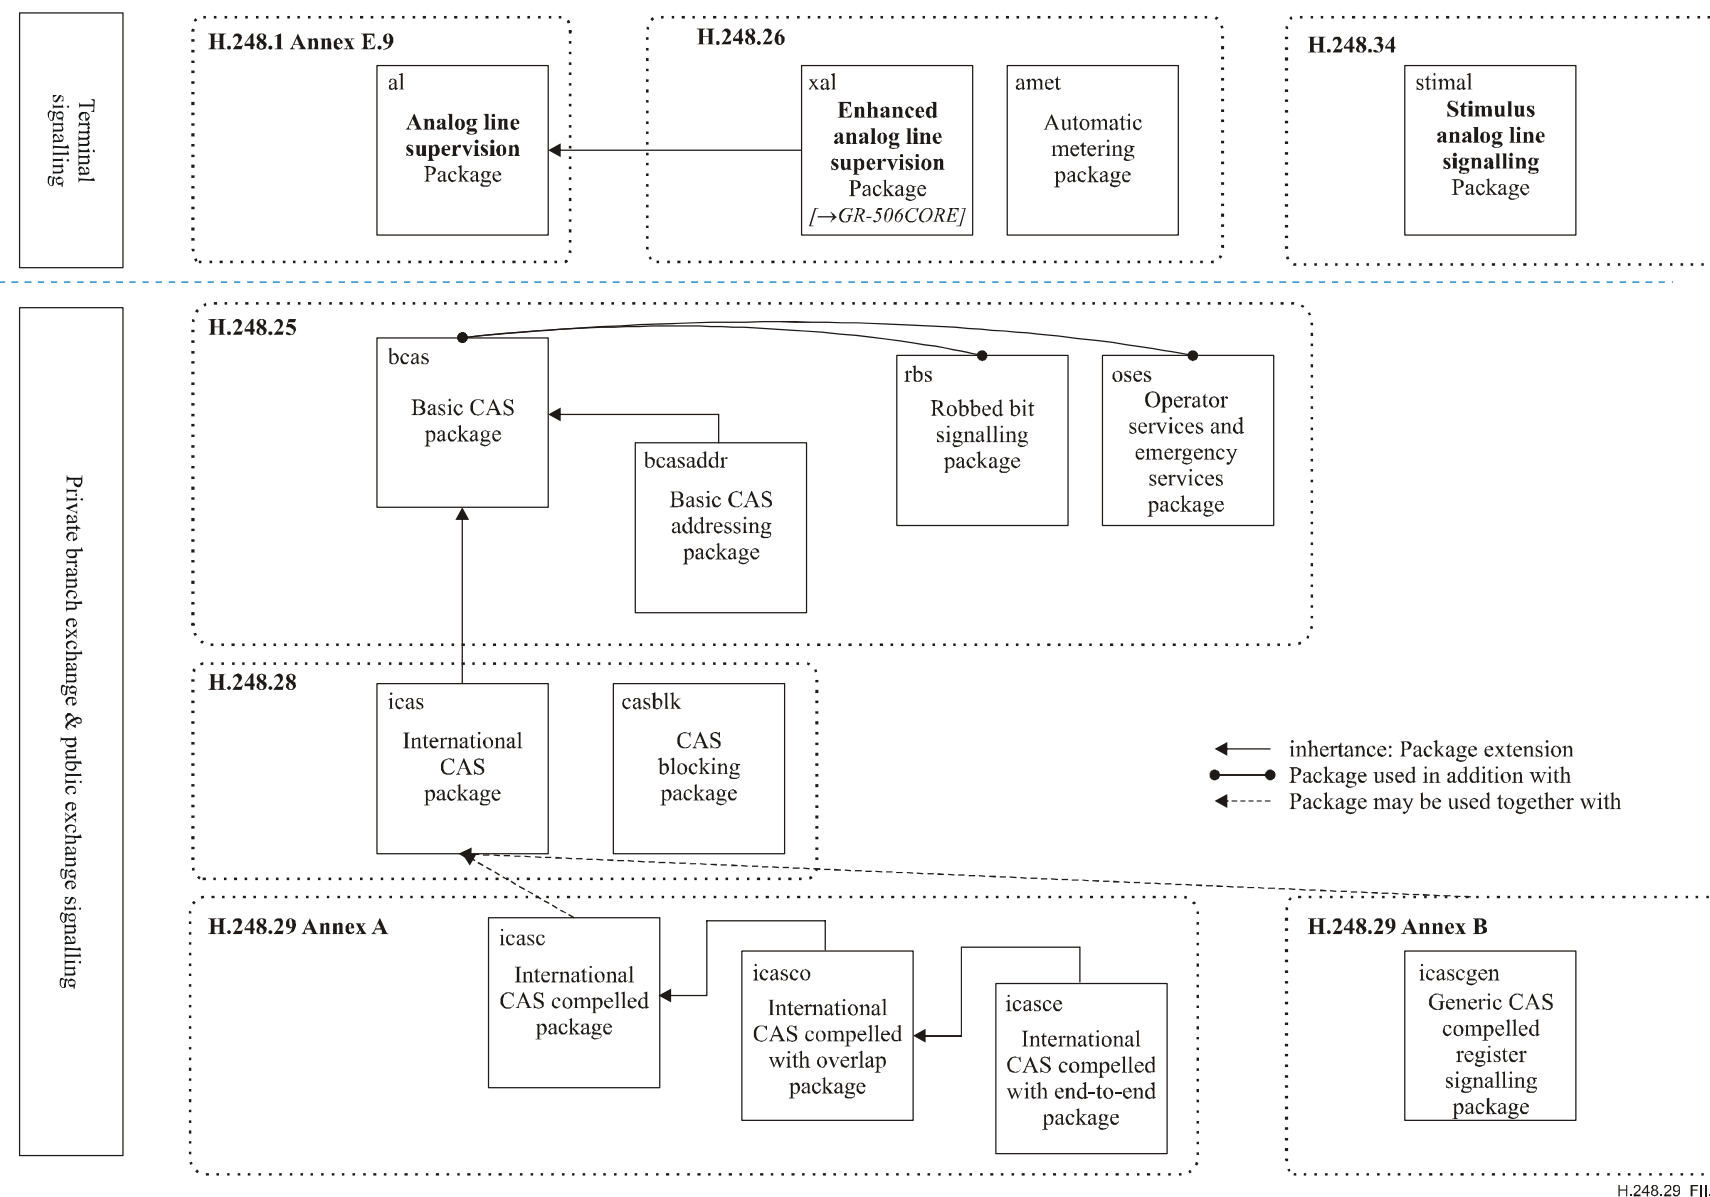 Terminal
signalling
H.248.1 Annex E.9
al
Analog line
supervision
Package
H.248.26
xal
Enhanced
analog line
supervision
Package
[→GR-506CORE]
amet
Automatic
metering
package
H.248.34
stimal
Stimulus
analog line
signalling
Package
Private branch exchange & public exchange signalling
H.248.25
bcas
Basic CAS
package
bcasaddr
Basic CAS
addressing
package
rbs
Robbed bit
signalling
package
oses
Operator
services and
emergency
services
package
H.248.28
icas
International
CAS
package
casblk
CAS
blocking
package
inhertance: Package extension
Package used in addition with
Package may be used together with
H.248.29 Annex A
icasc
International
CAS compelled
package
icasco
International
CAS compelled
with overlap
package
icasce
International
CAS compelled
with end-to-end
package
H.248.29 Annex B
icascgen
Generic CAS
compelled
register
signalling
package
H.248.29 FII.